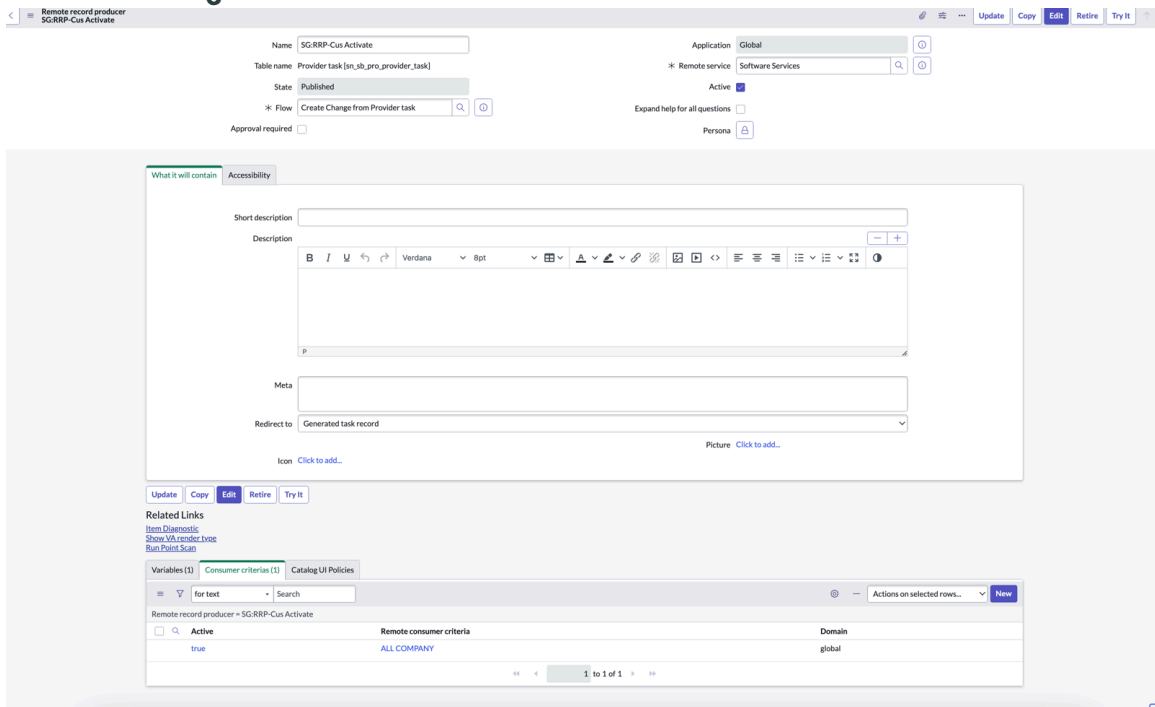 Remote record producer
SG:RRP-Cus Activate
Update Copy Edit Retire Try It
Name SG:RRP-Cus Activate
Application Global
Table name Provider task [sn_sb_pro_provider_task]
* Remote service Software Services
State Published
Active
* Flow Create Change from Provider task
Expand help for all questions
Approval required
Persona
What it will contain Accessibility
Short description
Description
B I U Verdana 8pt A
P
Meta
Redirect to Generated task record
Picture Click to add...
Icon Click to add...
Update Copy Edit Retire Try It
Related Links
Item Diagnostic
Show VA render type
Run Point Scan
Variables (1) Consumer criterias (1) Catalog UI Policies
for text Search Actions on selected rows... New
Remote record producer = SG:RRP-Cus Activate
Active Remote consumer criteria Domain
true ALL COMPANY global
1 to 1 of 1